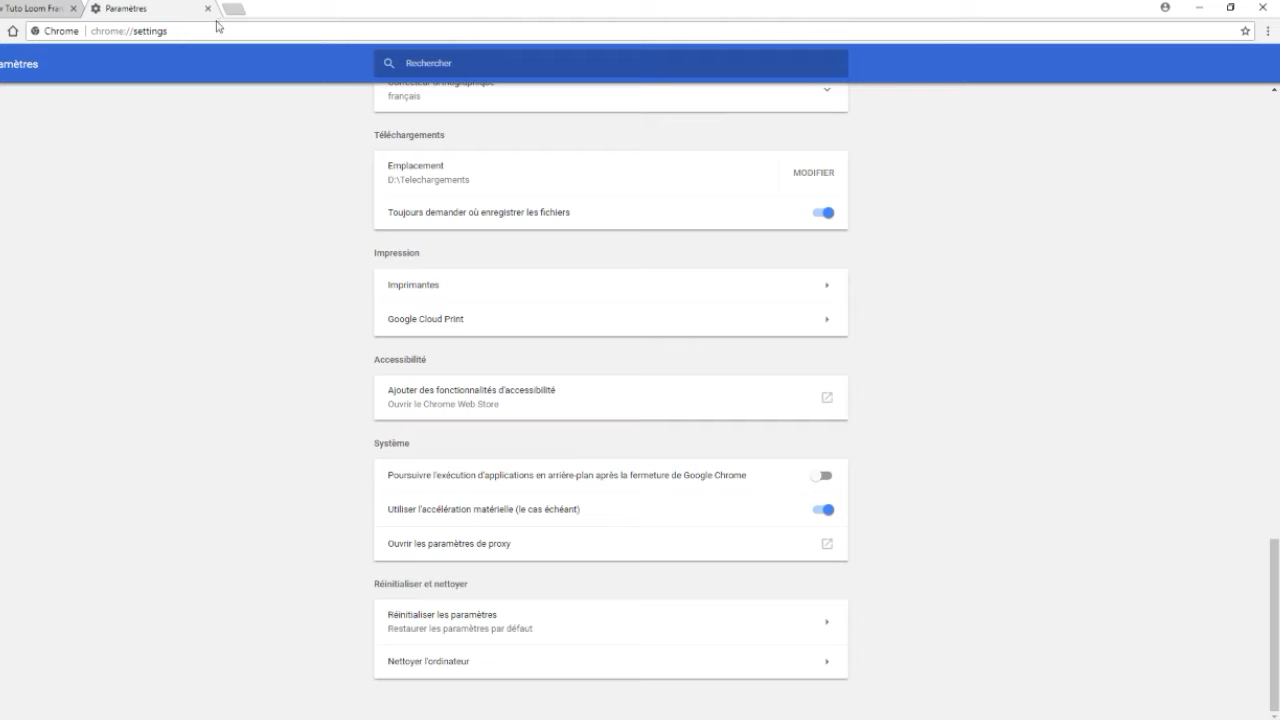 Tuto Loom Fran
Paramètres
Chrome chrome://settings
amètres
Rechercher
Correcteur orthographique
français
Téléchargements
Emplacement
D:\Telechargements
MODIFIER
Toujours demander où enregistrer les fichiers
Impression
Imprimantes
Google Cloud Print
Accessibilité
Ajouter des fonctionnalités d'accessibilité
Ouvrir le Chrome Web Store
Système
Poursuivre l'exécution d'applications en arrière-plan après la fermeture de Google Chrome
Utiliser l'accélération matérielle (le cas échéant)
Ouvrir les paramètres de proxy
Réinitialiser et nettoyer
Réinitialiser les paramètres
Restaurer les paramètres par défaut
Nettoyer l'ordinateur